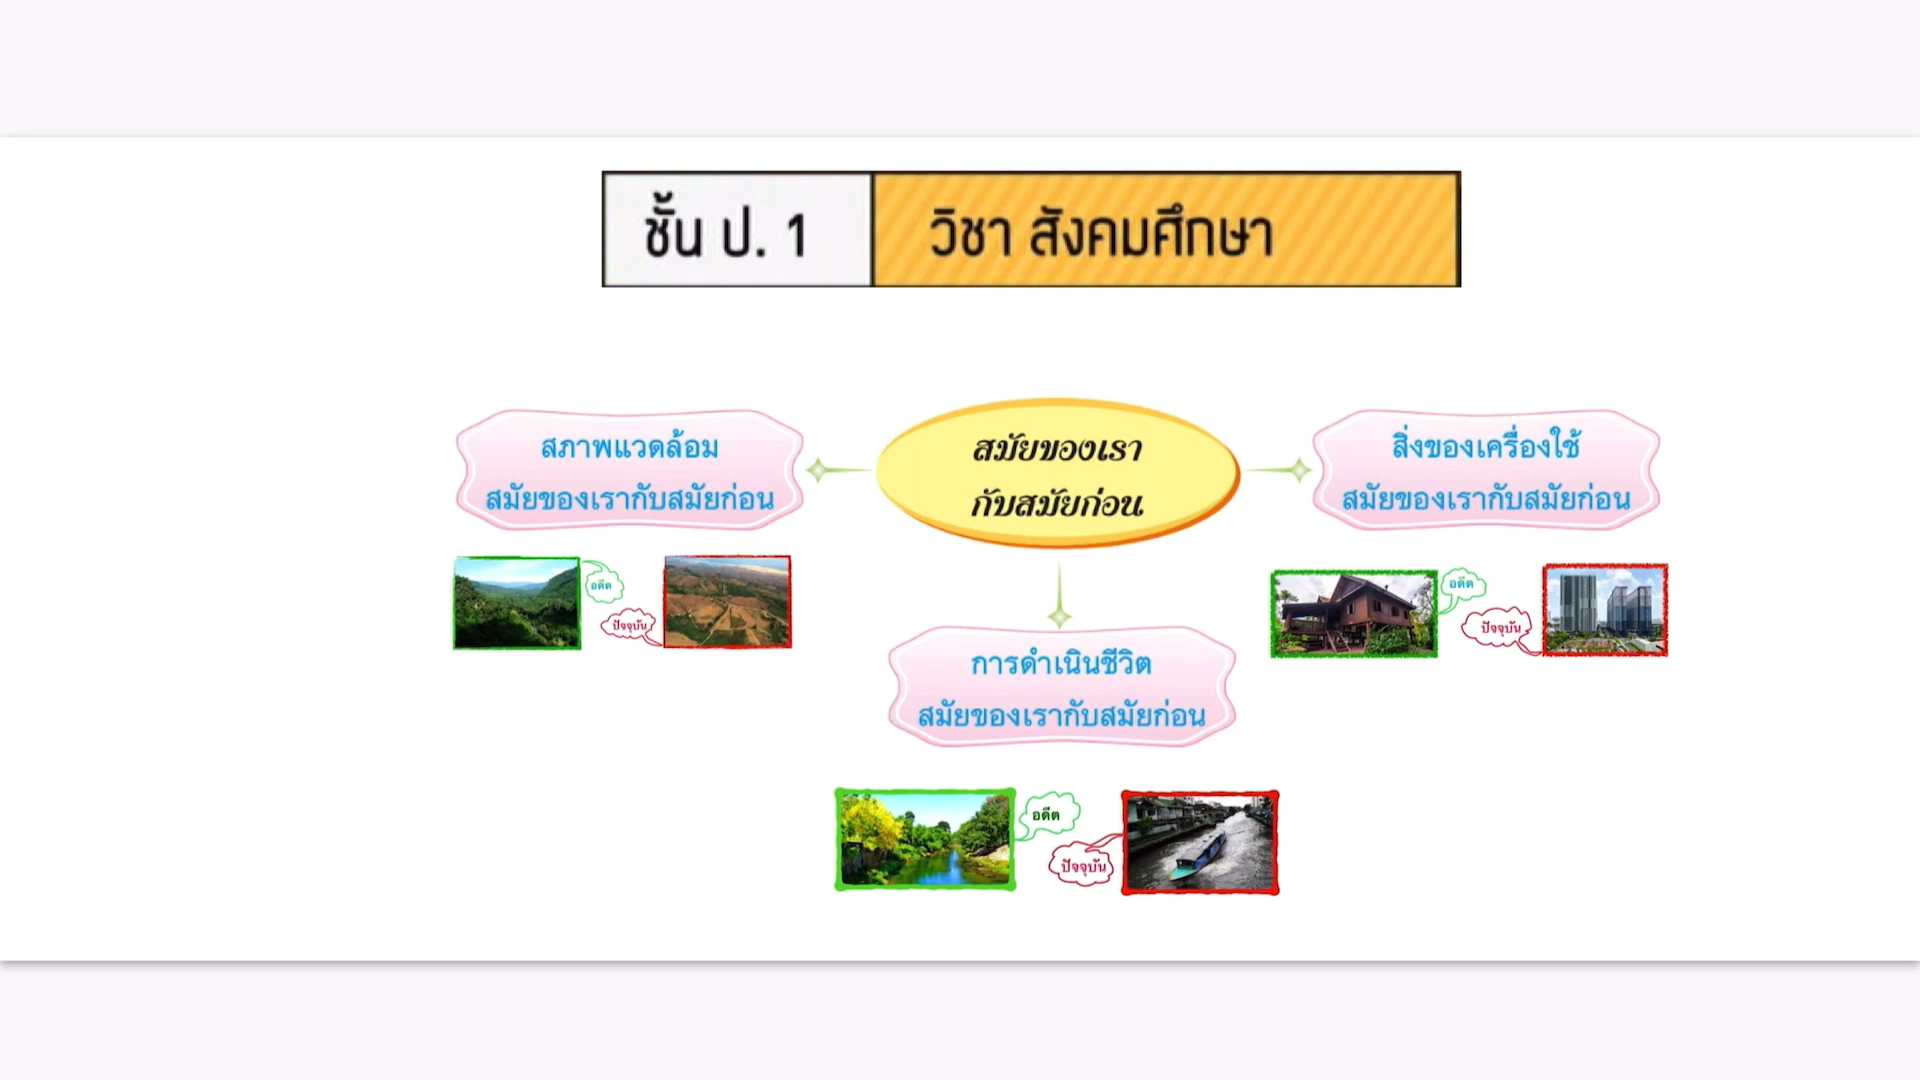 ชั้น ป. 1
วิชา สังคมศึกษา
สมัยของเรา
กับสมัยก่อน
สภาพแวดล้อม
สมัยของเรากับสมัยก่อน
อดีต
ปัจจุบัน
สิ่งของเครื่องใช้
สมัยของเรากับสมัยก่อน
อดีต
ปัจจุบัน
การดำเนินชีวิต
สมัยของเรากับสมัยก่อน
อดีต
ปัจจุบัน